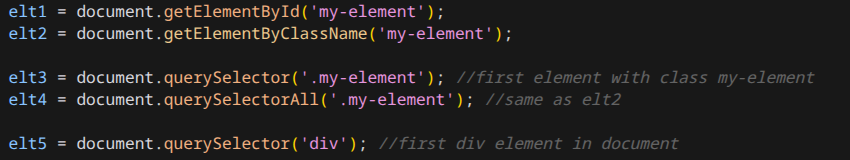 elt1 = document.getElementById('my-element');
elt2 = document.getElementByClassName('my-element');
elt3 = document.querySelector('.my-element'); //first element with class my-element
elt4 = document.querySelectorAll('.my-element'); //same as elt2
elt5 = document.querySelector('div'); //first div element in document